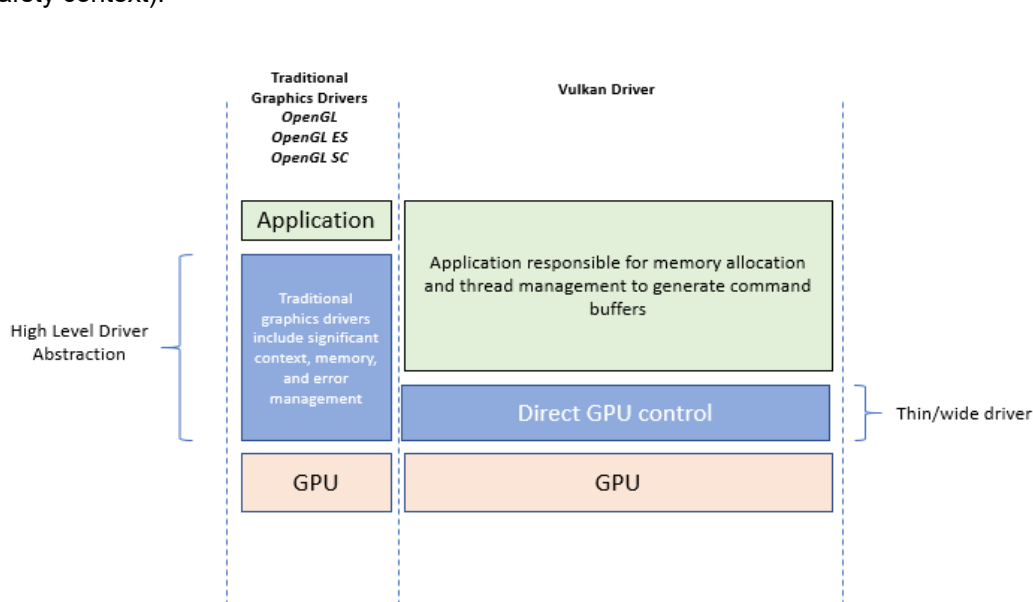 Traditional
Graphics Drivers
OpenGL
OpenGL ES
OpenGL SC
Vulkan Driver
Application
Application responsible for memory allocation
and thread management to generate command
buffers
Traditional
graphics drivers
include significant
context, memory,
and error
management
High Level Driver
Abstraction
Direct GPU control
Thin/wide driver
GPU
GPU